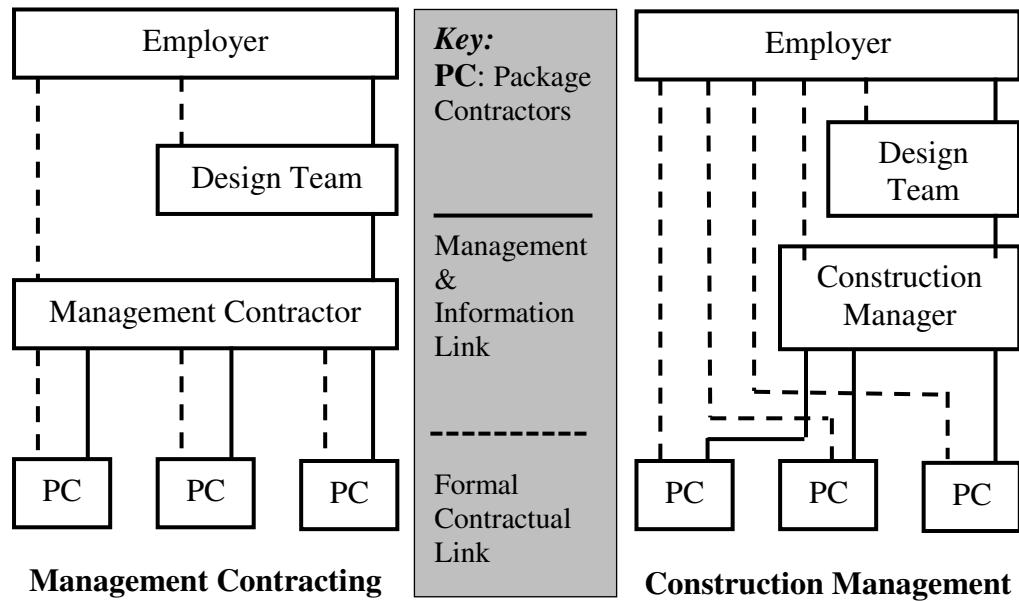 Employer
Design Team
Management Contractor
PC
PC
PC
Management Contracting
Key:
PC: Package
Contractors
Management
&
Information
Link
Formal
Contractual
Link
Employer
Design
Team
Construction
Manager
PC
PC
PC
Construction Management